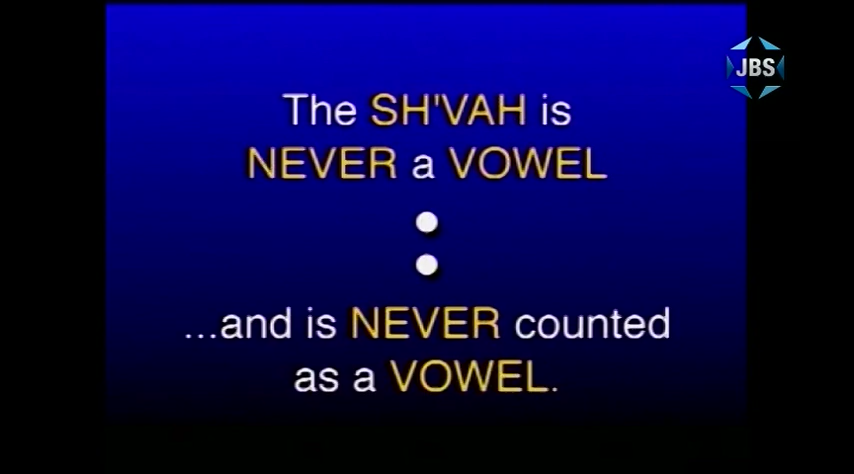 JBS
The SH'VAH is
NEVER a VOWEL
...and is NEVER counted
as a VOWEL.